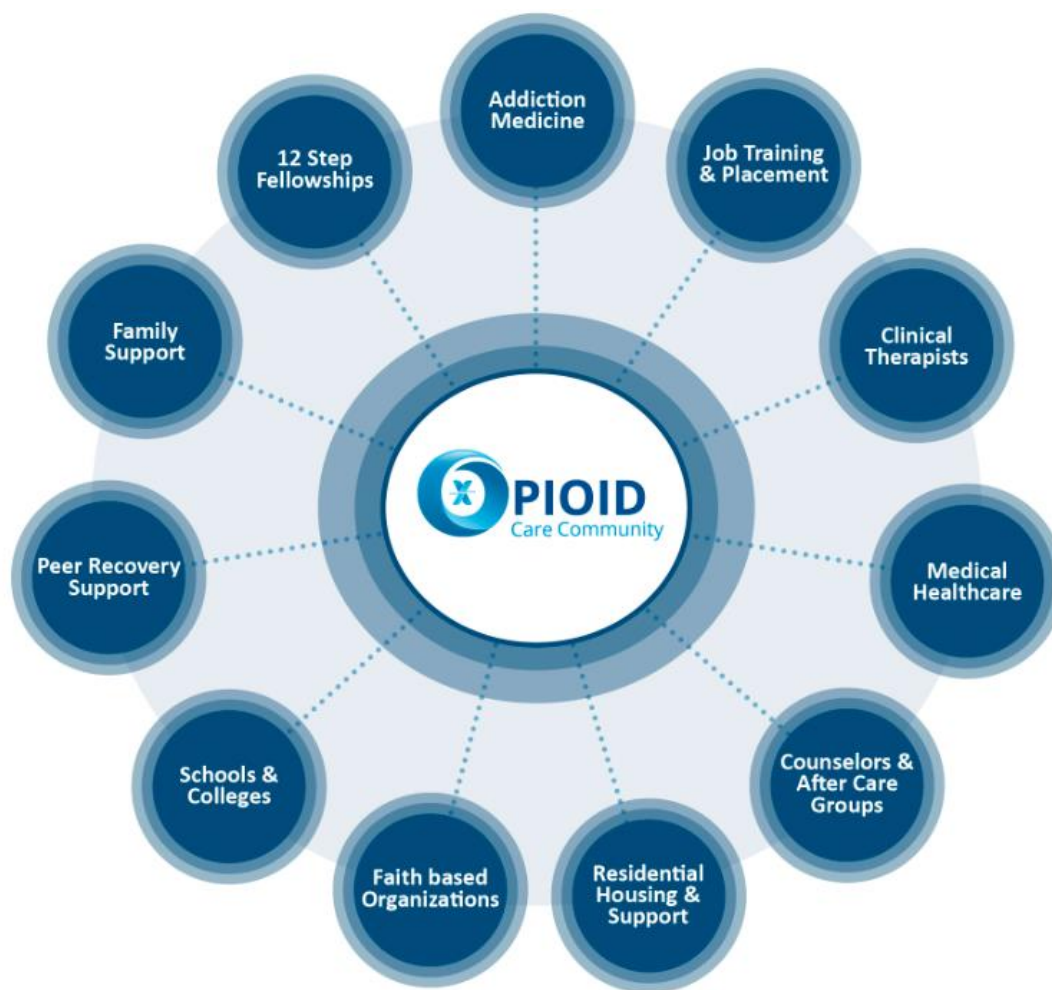 Addiction
Medicine
Job Training
& Placement
Clinical
Therapists
Medical
Healthcare
Counselors &
After Care
Groups
Residential
Housing &
Support
Faith based
Organizations
Schools &
Colleges
Peer Recovery
Support
Family
Support
12 Step
Fellowships
OPIOID
Care Community